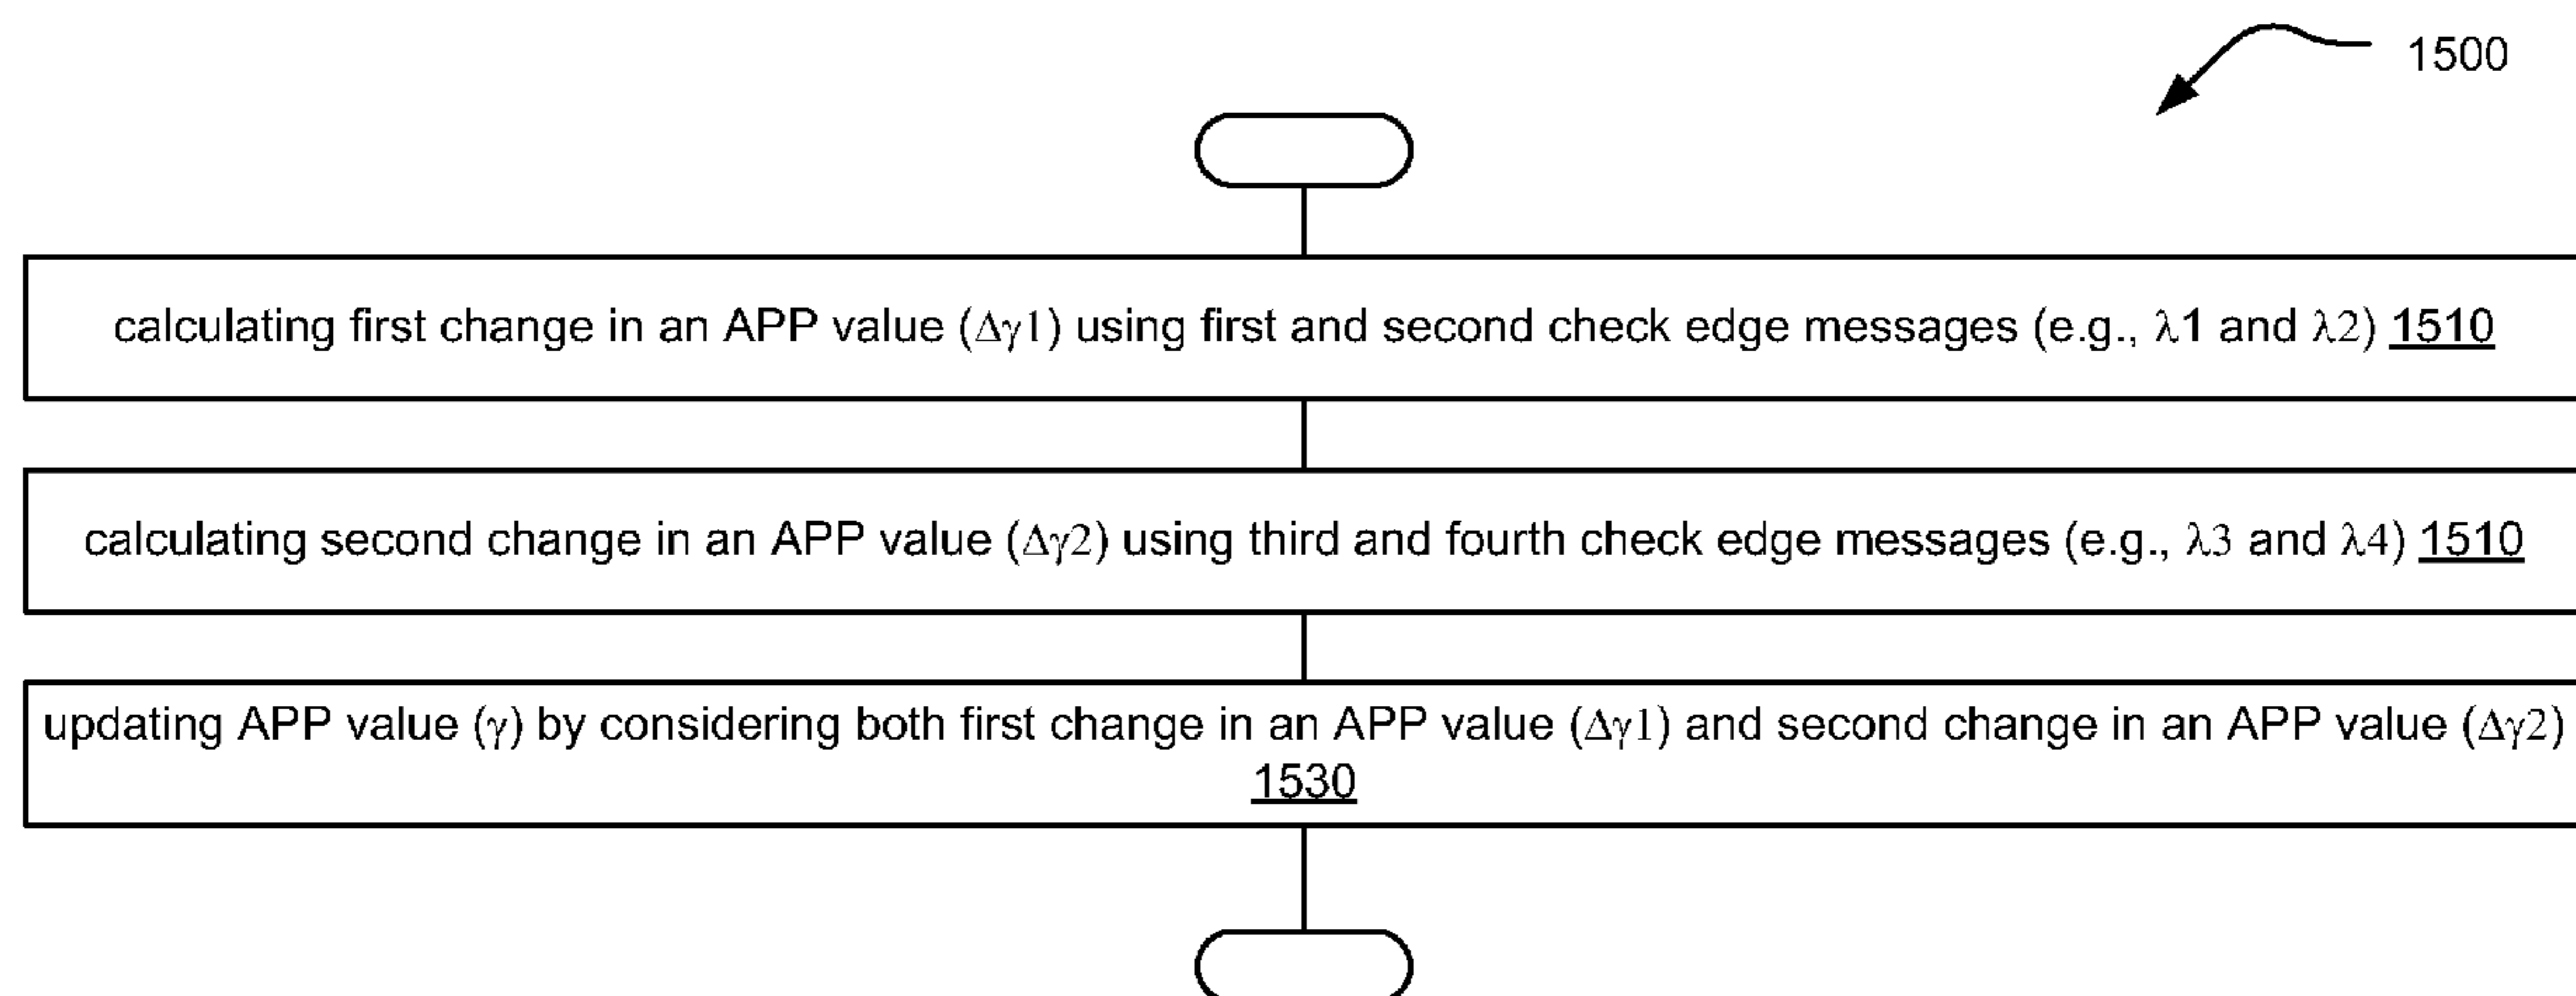 1500
calculating first change in an APP value (Δγ1) using first and second check edge messages (e.g., λ1 and λ2) 1510
calculating second change in an APP value (Δγ2) using third and fourth check edge messages (e.g., λ3 and λ4) 1510
updating APP value (γ) by considering both first change in an APP value (Δγ1) and second change in an APP value (Δγ2)
1530